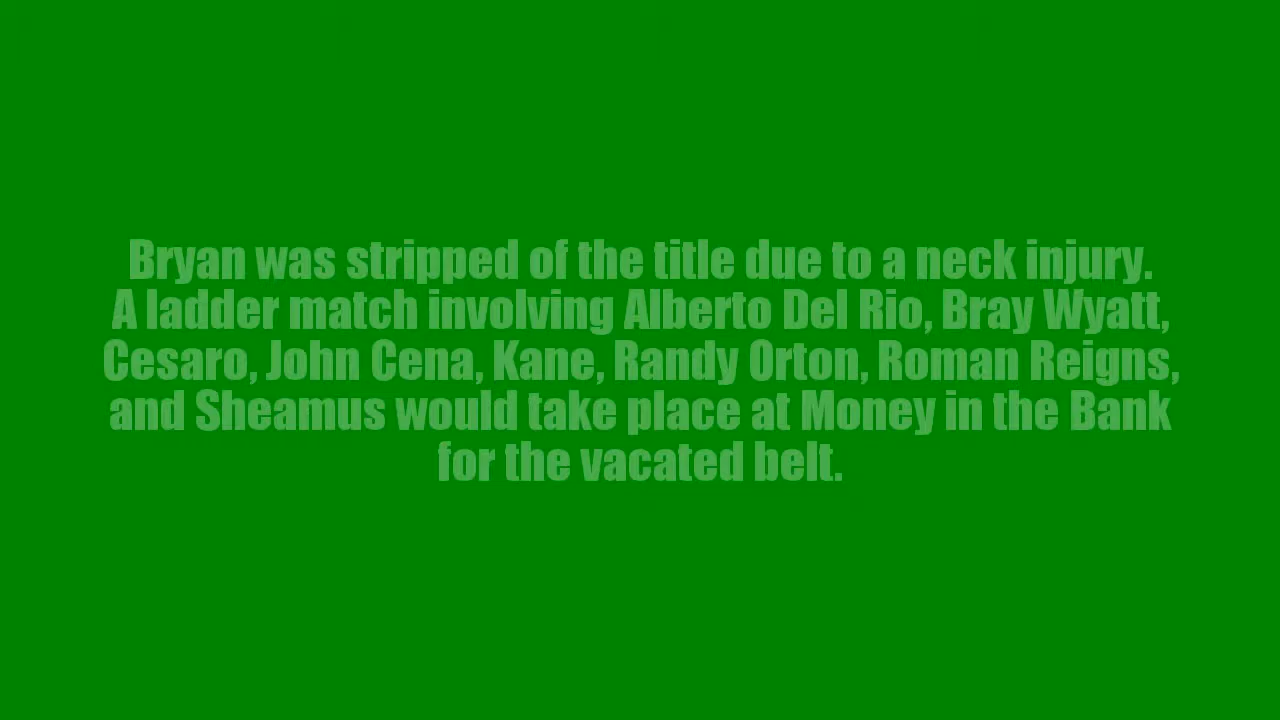 Bryan was stripped of the title due to a neck injury.
A ladder match involving Alberto Del Rio, Bray Wyatt,
Cesaro, John Cena, Kane, Randy Orton, Roman Reigns,
and Sheamus would take place at Money in the Bank
for the vacated belt.